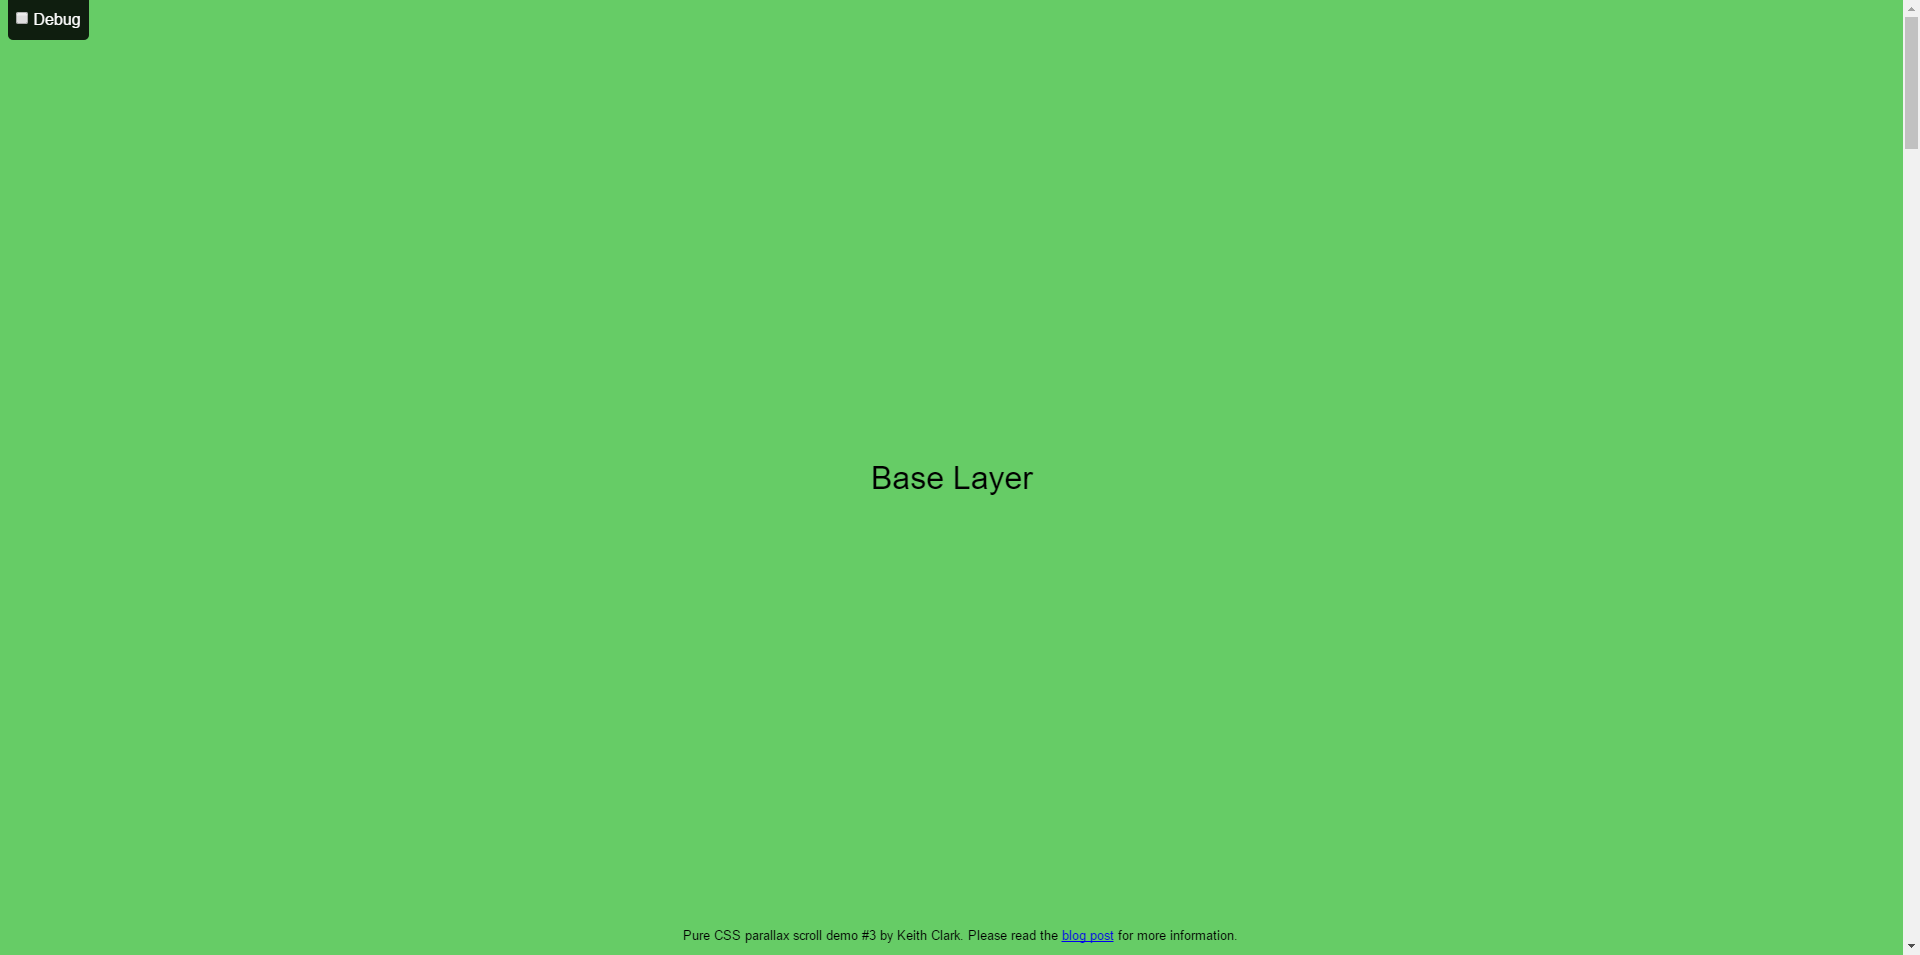 Debug
Base Layer
Pure CSS parallax scroll demo #3 by Keith Clark. Please read the blog post for more information.